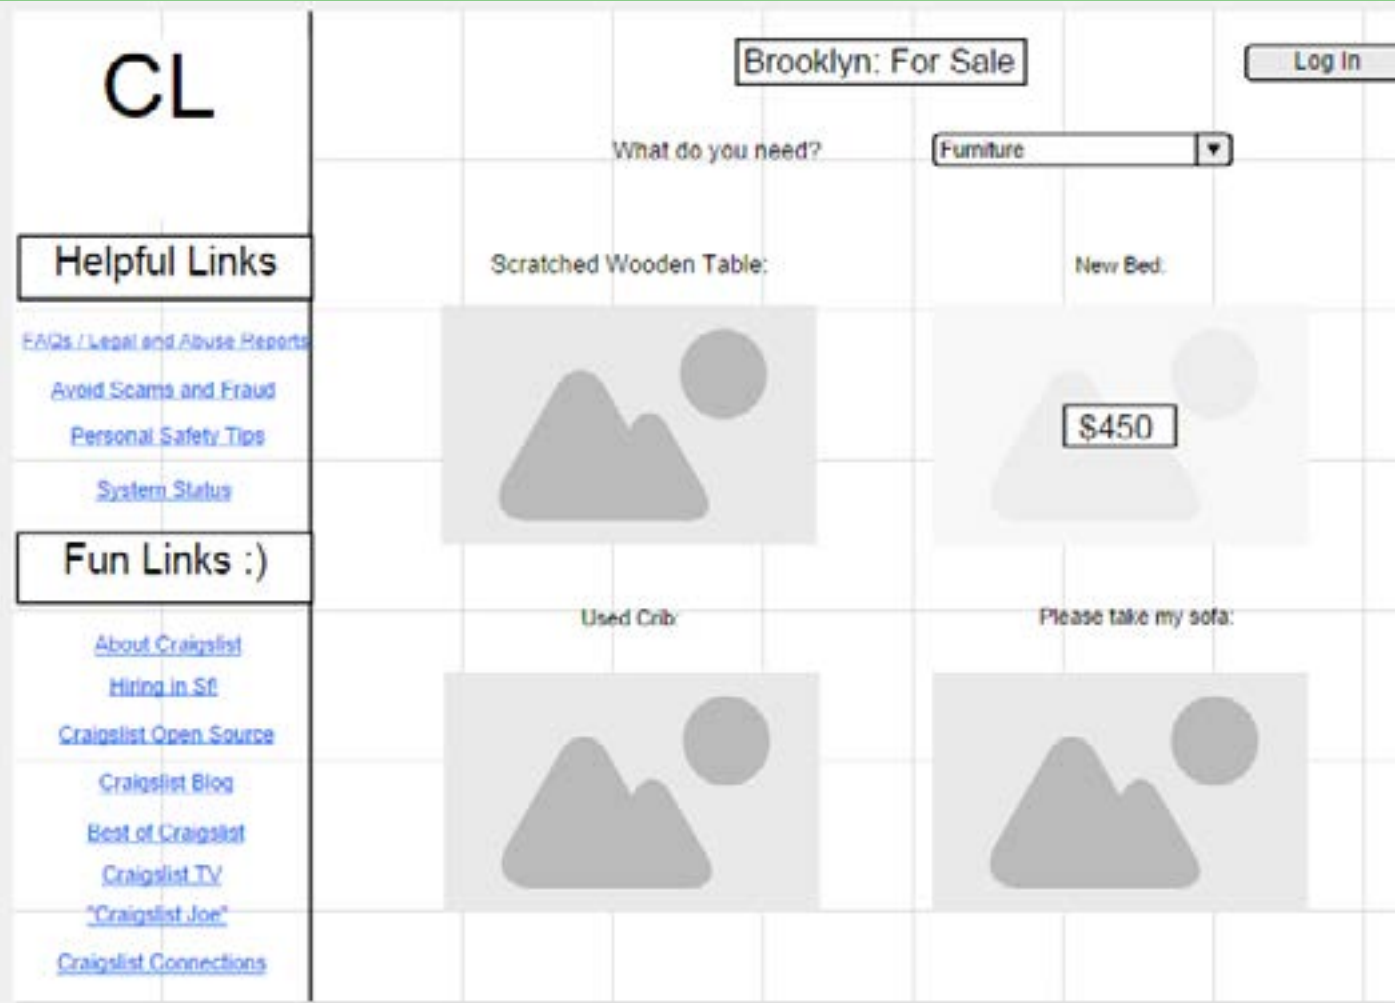 CL
Brooklyn: For Sale
Log In
What do you need?
Furniture
Helpful Links
FAQs / Legal and Abuse Reports
Avoid Scams and Fraud
Personal Safety Tips
System Status
Fun Links :)
About Craigslist
Hiring in Sf!
Craigslist Open Source
Craigslist Blog
Best of Craigslist
Craigslist TV
"Craigslist Joe"
Craigslist Connections
Scratched Wooden Table:
New Bed:
$450
Used Crib:
Please take my sofa: